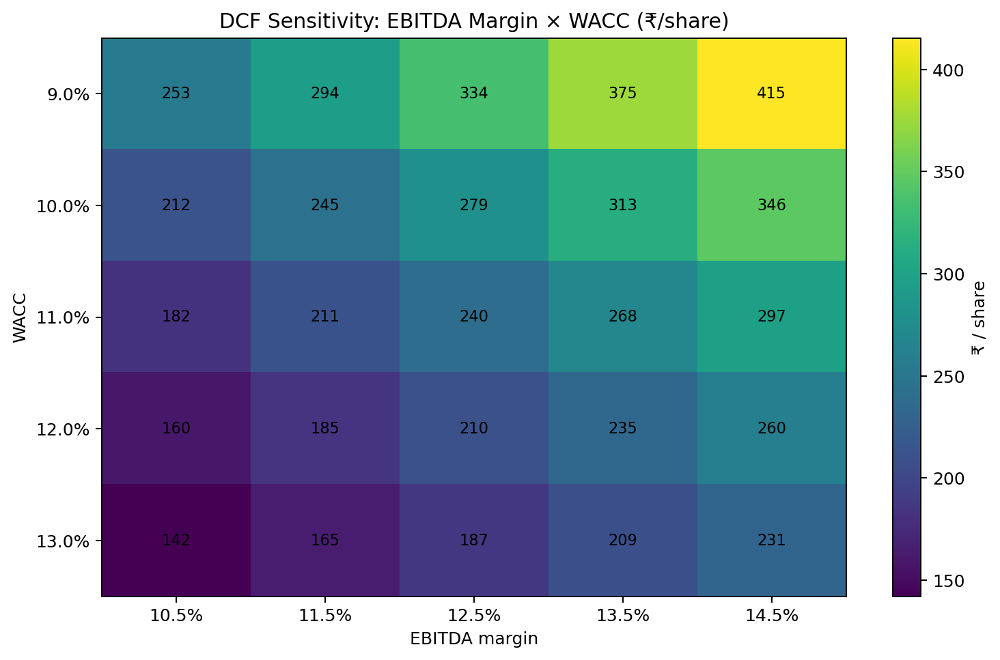 DCF Sensitivity: EBITDA Margin × WACC (₹/share)
9.0% 253 294 334 375 415
10.0% 212 245 279 313 346
11.0% 182 211 240 268 297
12.0% 160 185 210 235 260
13.0% 142 165 187 209 231
10.5% 11.5% 12.5% 13.5% 14.5%
EBITDA margin
WACC
400
350
300
250
200
150
₹ / share